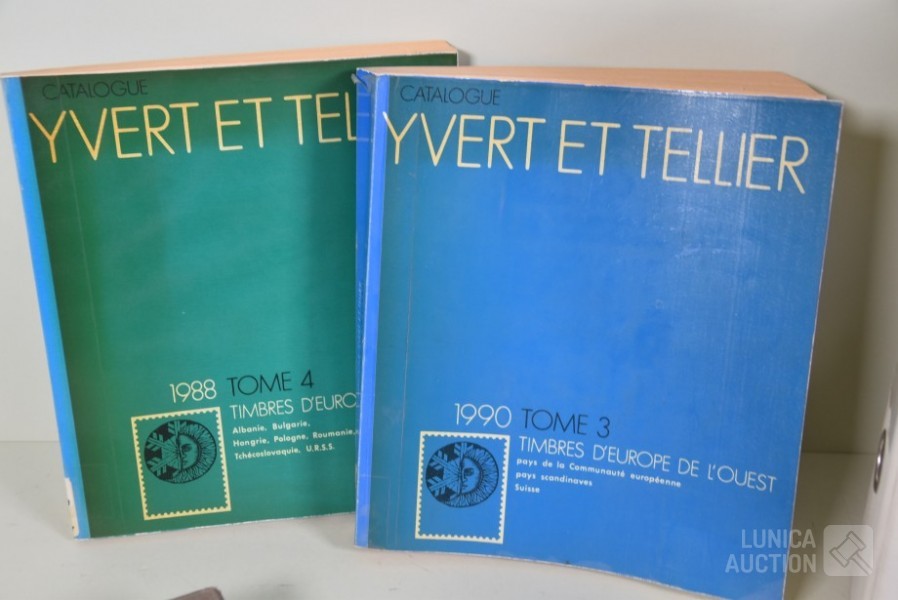 CATALOGUE
YVERT ET TEL
1988 TOME 4
TIMBRES D'EURO
Albanie, Bulgarie,
Hongrie, Pologne, Roumanie,
Tchécoslovaquie, U.R.S.S.
CATALOGUE
YVERT ET TELLIER
1990 TOME 3
TIMBRES D'EUROPE DE L'OUEST
pays de la Communauté européenne
pays scandinaves
Suisse
LUNICA
AUCTION